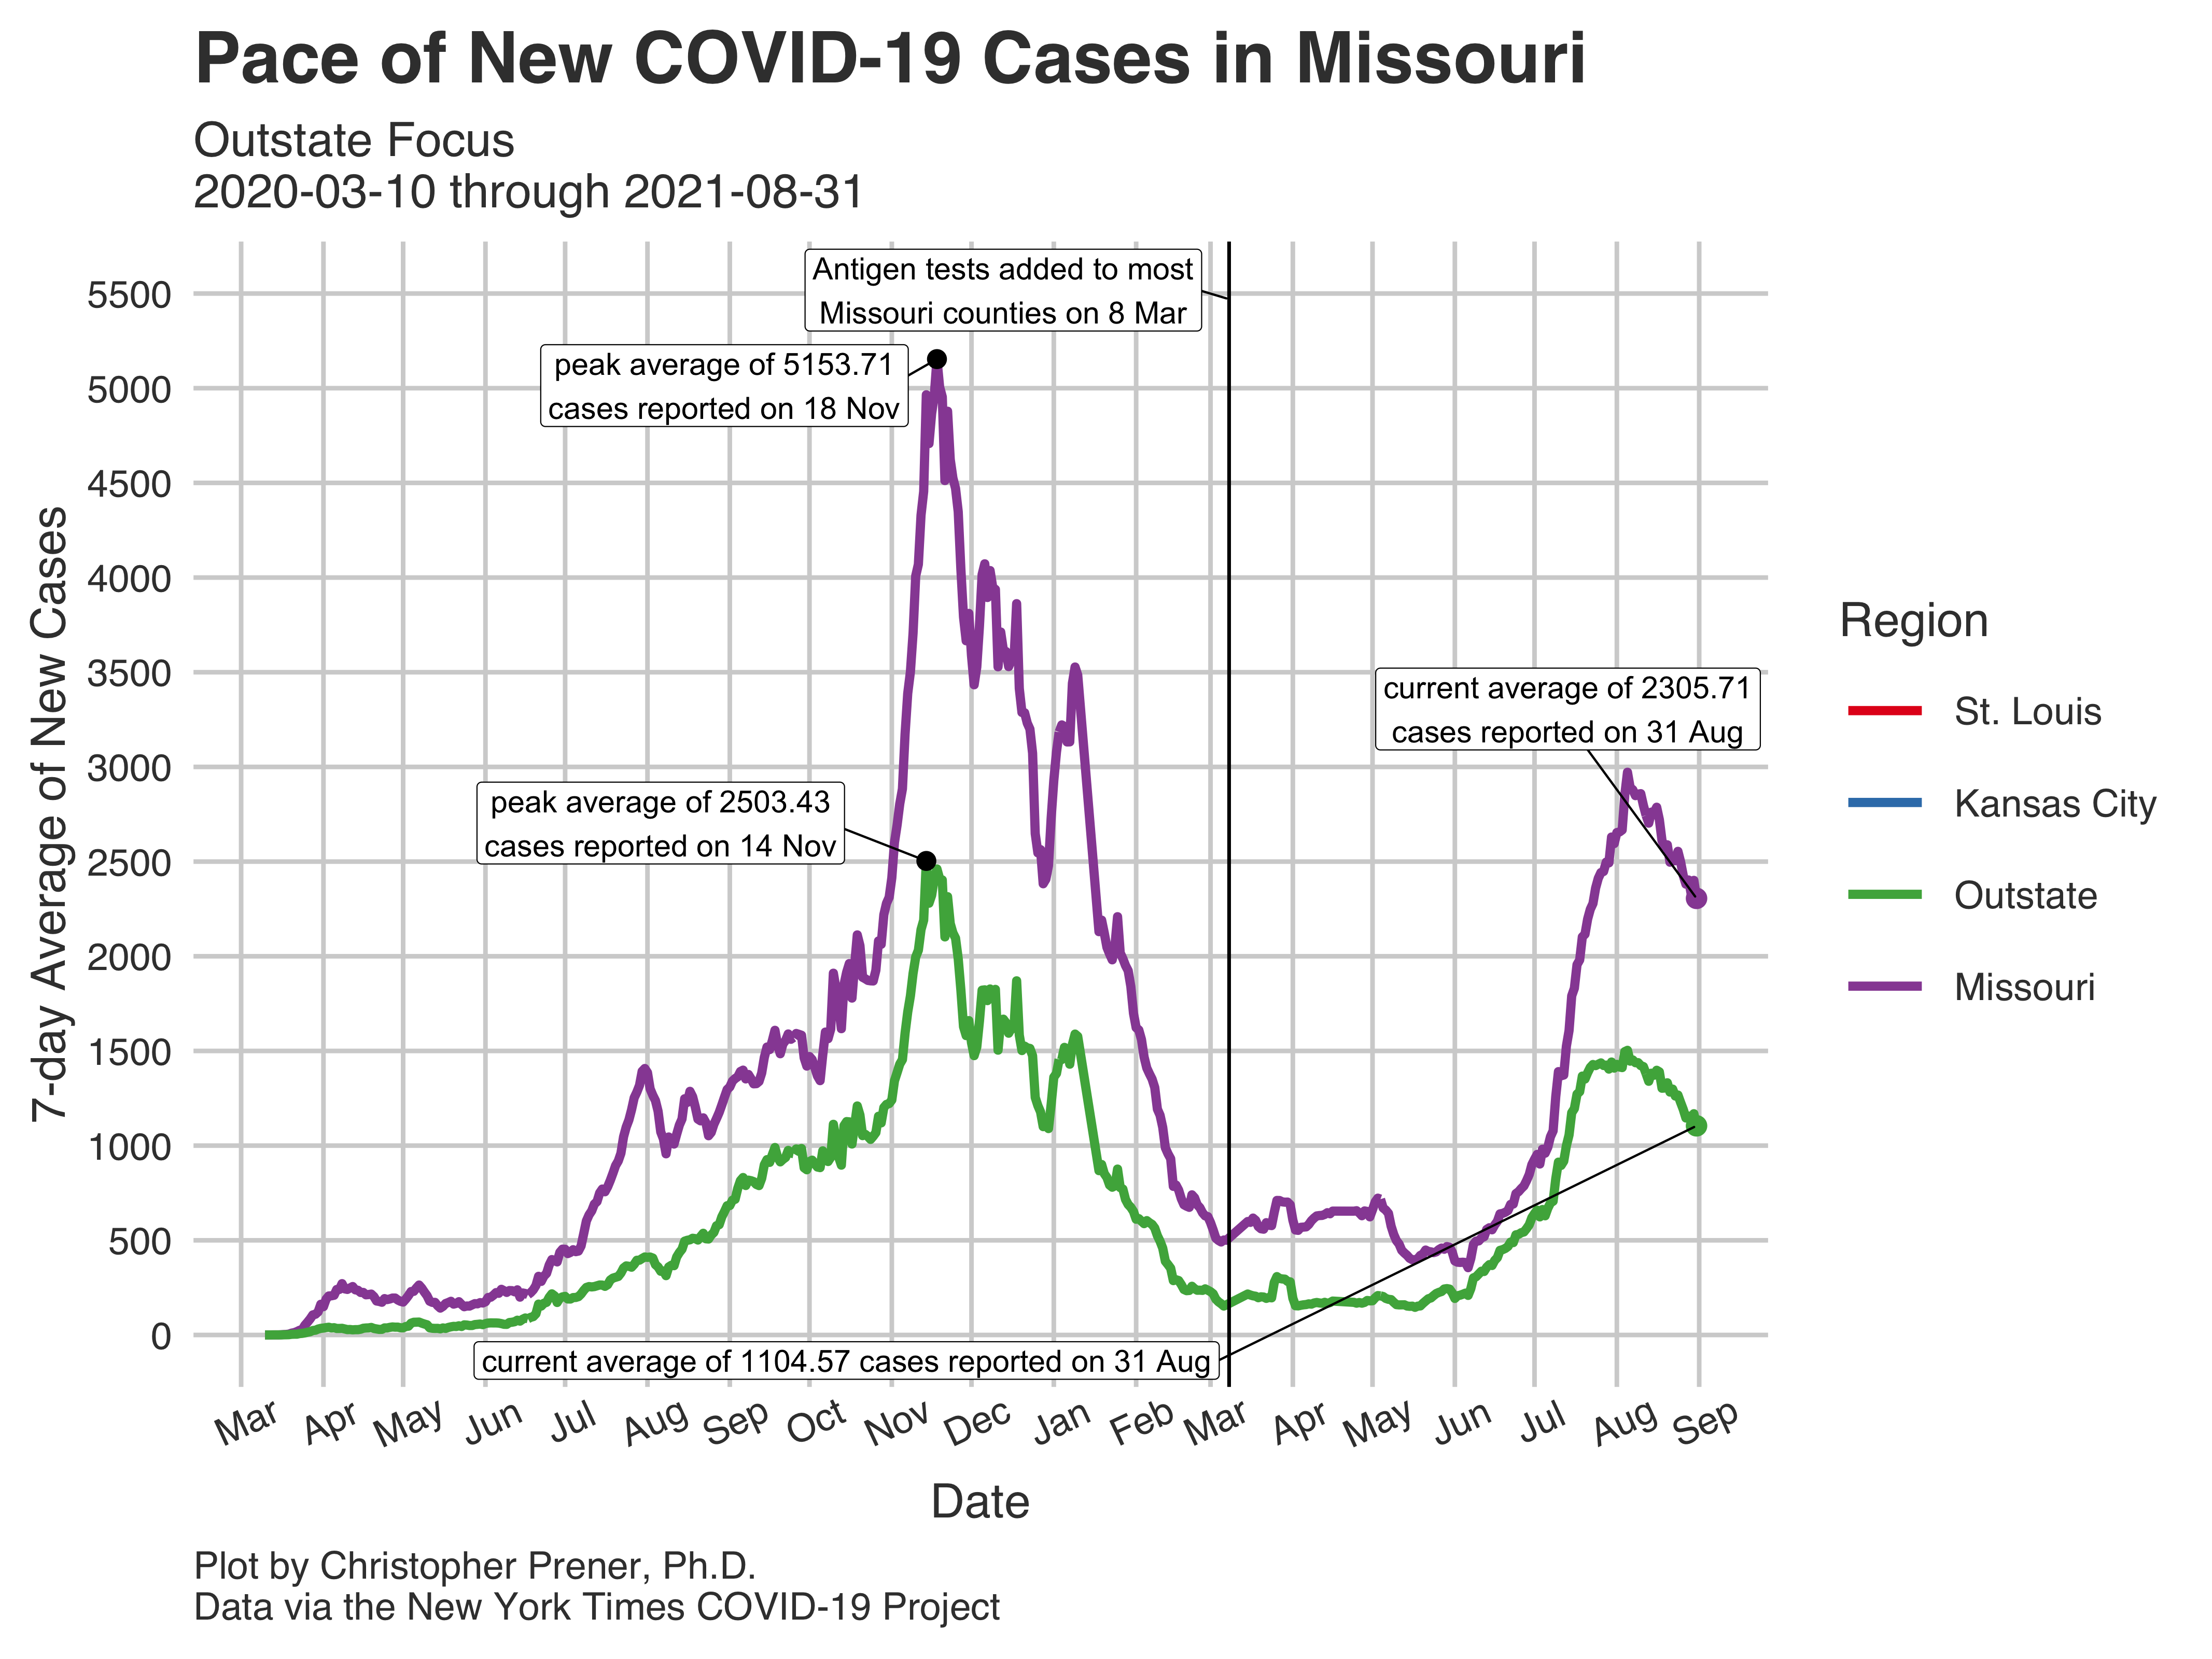 Pace of New COVID-19 Cases in Missouri
Outstate Focus
2020-03-10 through 2021-08-31
Antigen tests added to most
Missouri counties on 8 Mar
peak average of 5153.71
cases reported on 18 Nov
current average of 2305.71
cases reported on 31 Aug
peak average of 2503.43
cases reported on 14 Nov
current average of 1104.57 cases reported on 31 Aug
7-day Average of New Cases
5500
5000
4500
4000
3500
3000
2500
2000
1500
1000
500
0
Mar Apr May Jun Jul Aug Sep Oct Nov Dec Jan Feb Mar Apr May Jun Jul Aug Sep
Date
Region
St. Louis
Kansas City
Outstate
Missouri
Plot by Christopher Prener, Ph.D.
Data via the New York Times COVID-19 Project